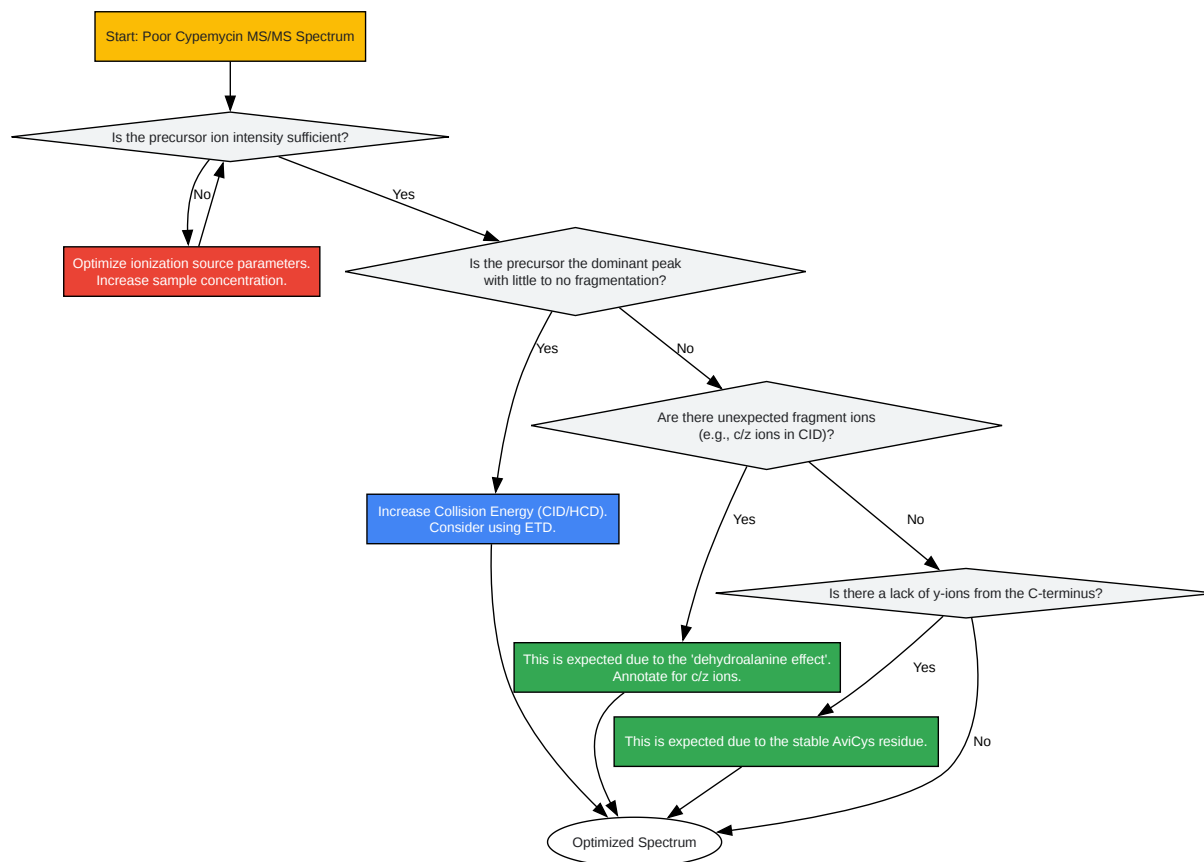 Start: Poor Cypemycin MS/MS Spectrum
Is the precursor ion intensity sufficient?
No
Yes
Optimize ionization source parameters.
Increase sample concentration.
Is the precursor the dominant peak
with little to no fragmentation?
Yes
No
Are there unexpected fragment ions
(e.g., c/z ions in CID)?
Increase Collision Energy (CID/HCD).
Consider using ETD.
Yes
No
Is there a lack of y-ions from the C-terminus?
This is expected due to the 'dehydroalanine effect'.
Annotate for c/z ions.
Yes
This is expected due to the stable AviCys residue.
No
Optimized Spectrum